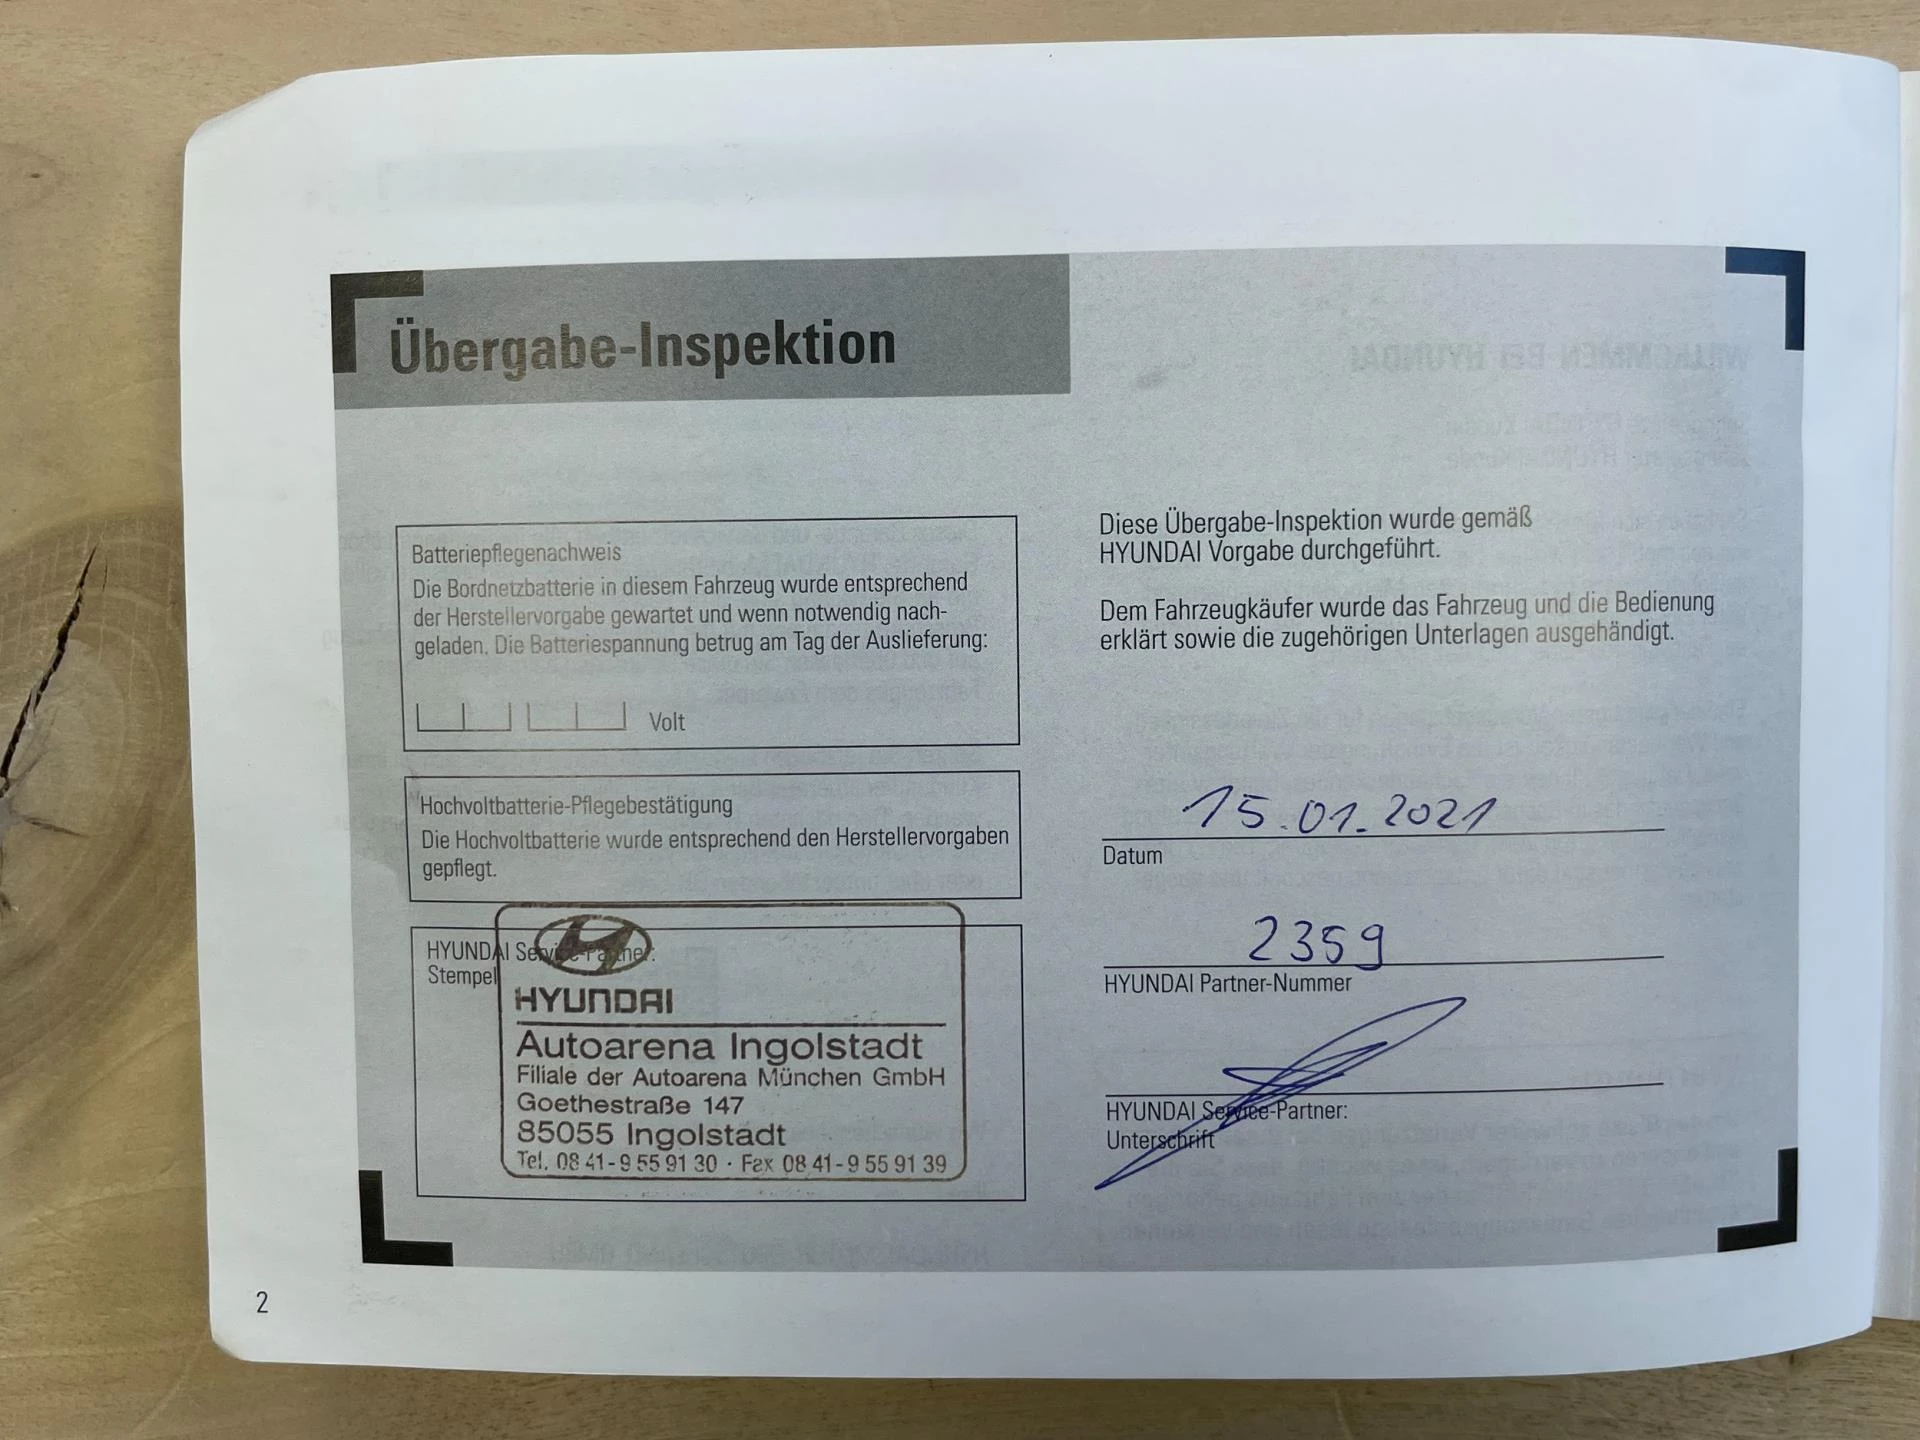 Übergabe-Inspektion
Batteriepflegenachweis
Die Bordnetzbatterie in diesem Fahrzeug wurde entsprechend
der Herstellervorgabe gewartet und wenn notwendig nach-
geladen. Die Batteriespannung betrug am Tag der Auslieferung:
Volt
Hochvoltbatterie-Pflegebestätigung
Die Hochvoltbatterie wurde entsprechend den Herstellervorgaben
gepflegt.
HYUNDAI Service-Partner:
Stempel
HYUNDAI
Autoarena Ingolstadt
Filiale der Autoarena München GmbH
Goethestraße 147
85055 Ingolstadt
Tel. 08 41-9 55 91 30 · Fax 08 41-9 55 91 39
Diese Übergabe-Inspektion wurde gemäß
HYUNDAI Vorgabe durchgeführt.
Dem Fahrzeugkäufer wurde das Fahrzeug und die Bedienung
erklärt sowie die zugehörigen Unterlagen ausgehändigt.
15.01.2021
Datum
2359
HYUNDAI Partner-Nummer
HYUNDAI Service-Partner:
Unterschrift
2